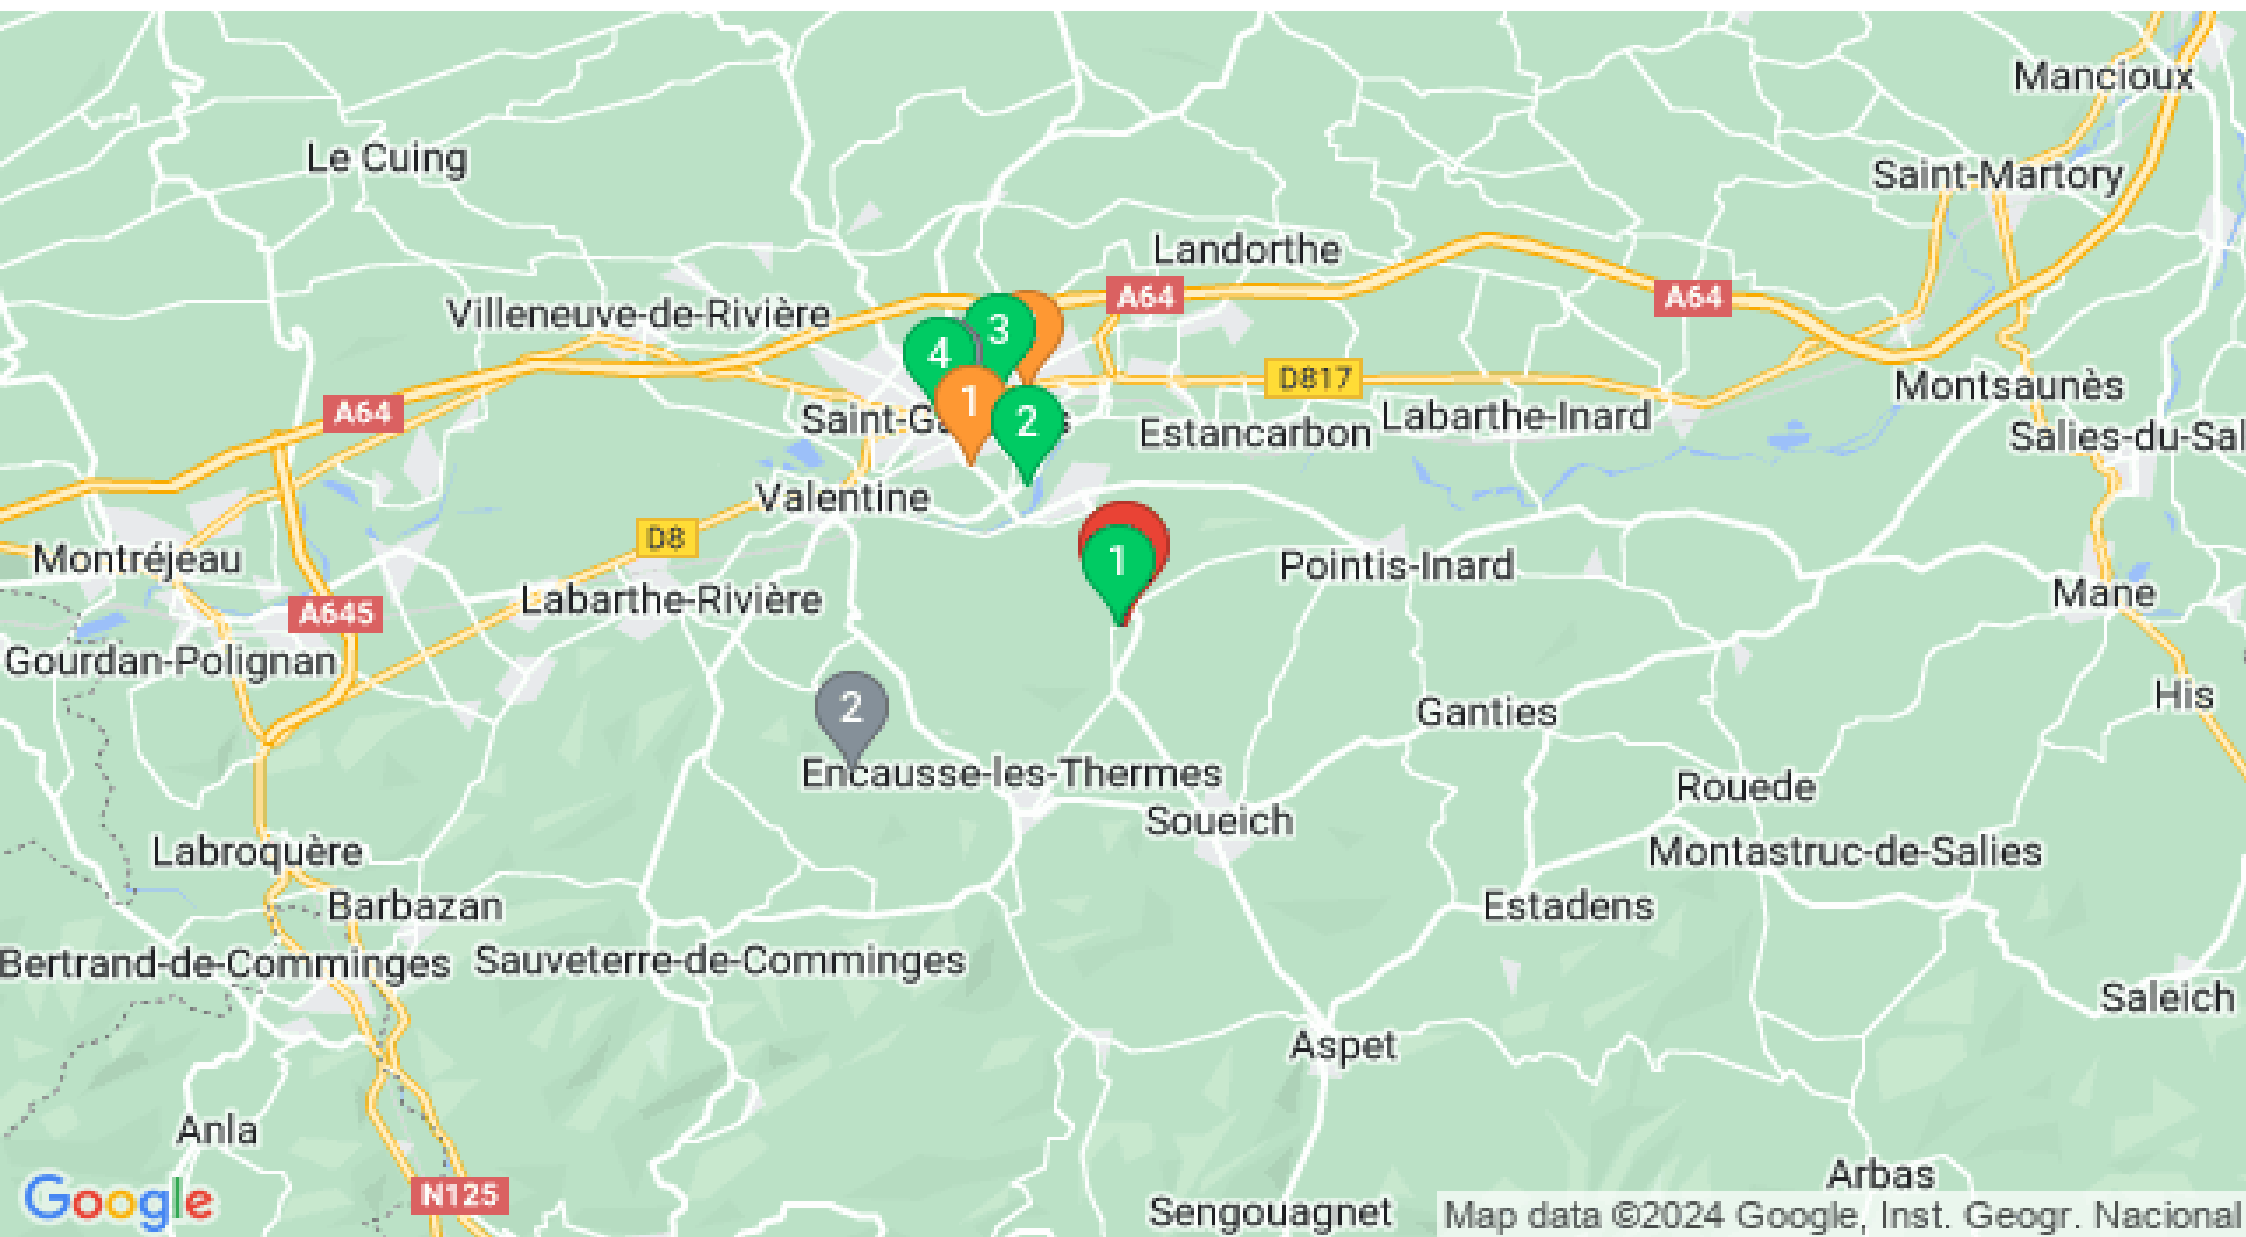 Mancioux
Le Cuing
Saint-Martory
Landorthe
A64
A64
Villeneuve-de-Rivière
3
4
D817
Montsaunès
1
A64
Saint-G
2
Labarthe-Inard
Estancarbon
Salies-du-Sal
Valentine
D8
Montréjeau
1
Pointis-Inard
Mane
Labarthe-Rivière
A645
Gourdan-Polignan
His
2
Ganties
Encausse-les-Thermes
Rouede
Soueich
Labroquère
Montastruc-de-Salies
Barbazan
Estadens
Bertrand-de-Comminges
Sauveterre-de-Comminges
Saleich
Aspet
Anla
Arbas
N125
Google
Sengouagnet
Map data ©2024 Google, Inst. Geogr. Nacional